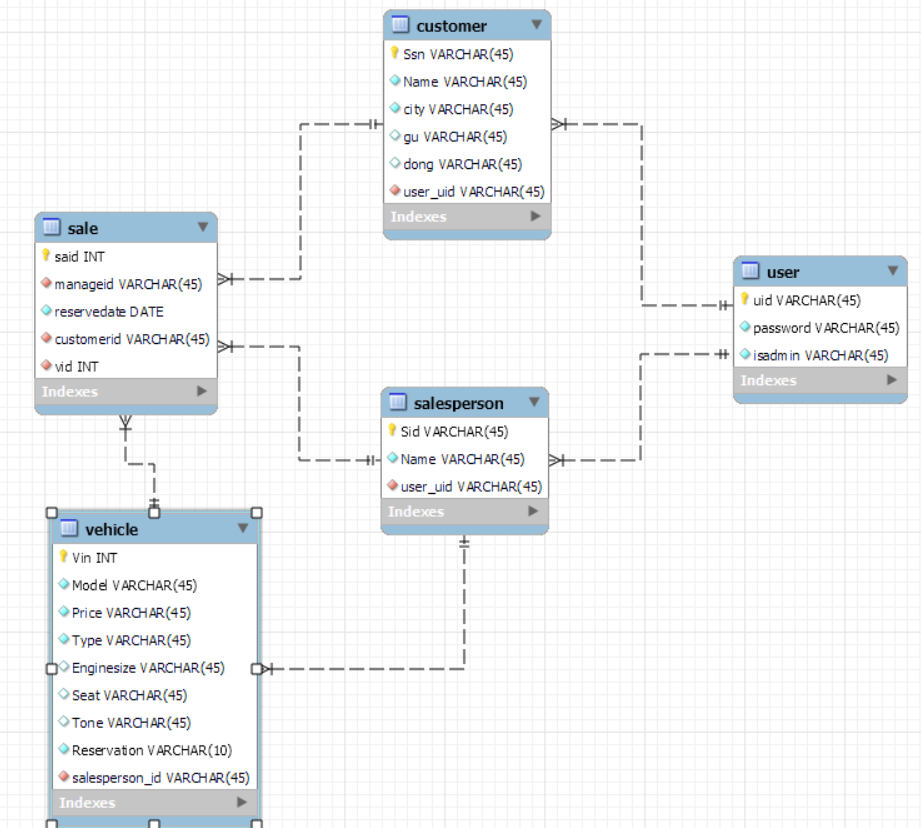 customer
Ssn VARCHAR(45)
Name VARCHAR(45)
city VARCHAR(45)
gu VARCHAR(45)
dong VARCHAR(45)
user_uid VARCHAR(45)
Indexes
sale
said INT
manageid VARCHAR(45)
reservedate DATE
customerid VARCHAR(45)
vid INT
Indexes
user
uid VARCHAR(45)
password VARCHAR(45)
isadmin VARCHAR(45)
Indexes
salesperson
Sid VARCHAR(45)
Name VARCHAR(45)
user_uid VARCHAR(45)
Indexes
vehicle
Vin INT
Model VARCHAR(45)
Price VARCHAR(45)
Type VARCHAR(45)
Enginesize VARCHAR(45)
Seat VARCHAR(45)
Tone VARCHAR(45)
Reservation VARCHAR(10)
salesperson_id VARCHAR(45)
Indexes